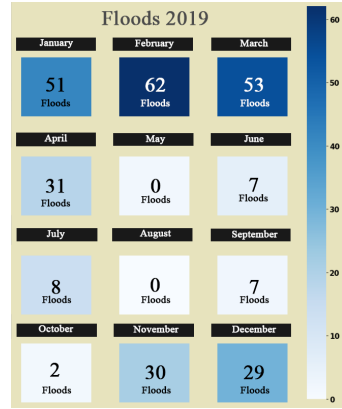 Floods 2019
January February March
51 62 53
Floods Floods Floods
April May June
31 0 7
Floods Floods Floods
July August September
8 0 7
Floods Floods Floods
October November December
2 30 29
Floods Floods Floods
60
50
40
30
20
10
0